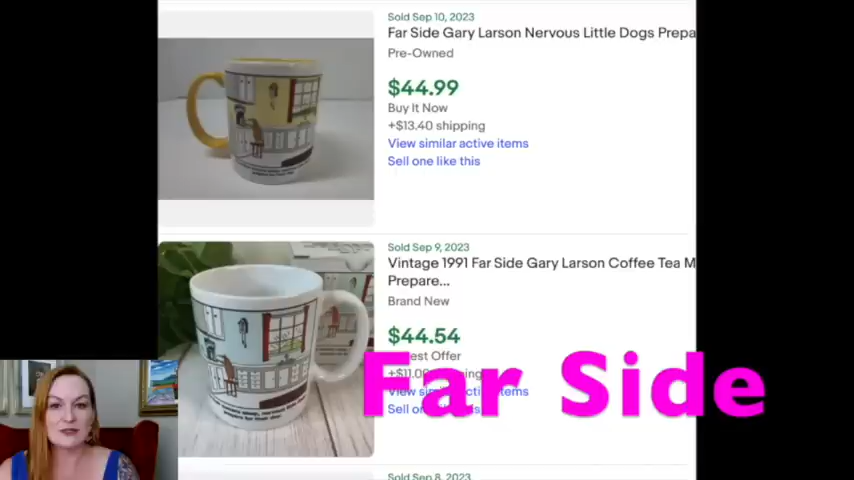 Sold Sep 10, 2023
Far Side Gary Larson Nervous Little Dogs Prepa
Pre-Owned
$44.99
Buy It Now
+$13.40 shipping
View similar active items
Sell one like this
Sold Sep 9, 2023
Vintage 1991 Far Side Gary Larson Coffee Tea M
Prepare...
Brand New
$44.54
est Offer
Far Side
Sold Sep 8, 2023